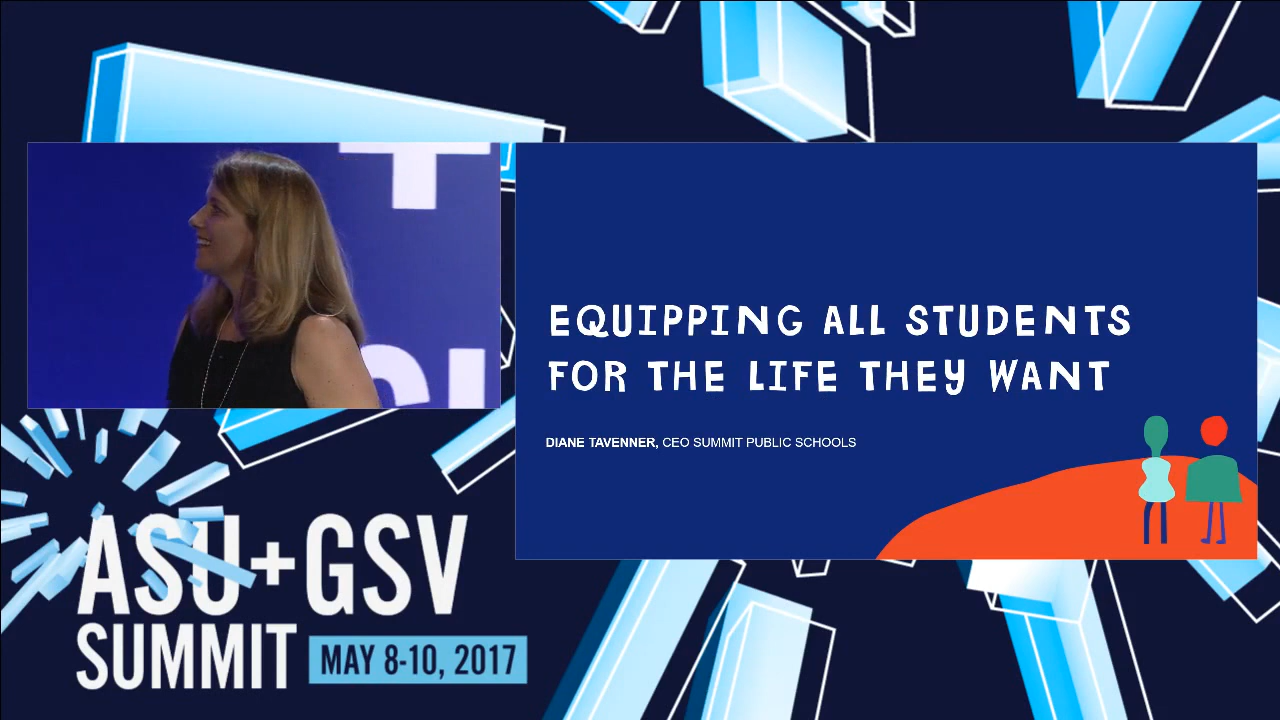 EQUIPPING ALL STUDENTS
FOR THE LIFE THEY WANT
DIANE TAVENNER, CEO SUMMIT PUBLIC SCHOOLS
ASU+GSV
SUMMIT
MAY 8-10, 2017